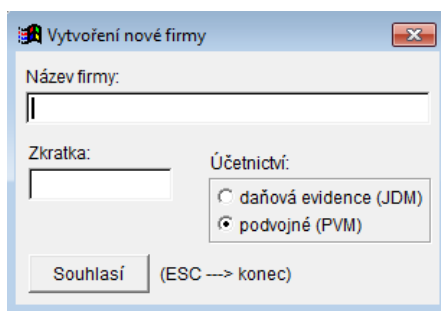 Vytvoření nové firmy
Název firmy:
Zkratka:
Účetnictví:
daňová evidence (JDM)
podvojné (PVM)
Souhlasí
(ESC ---> konec)